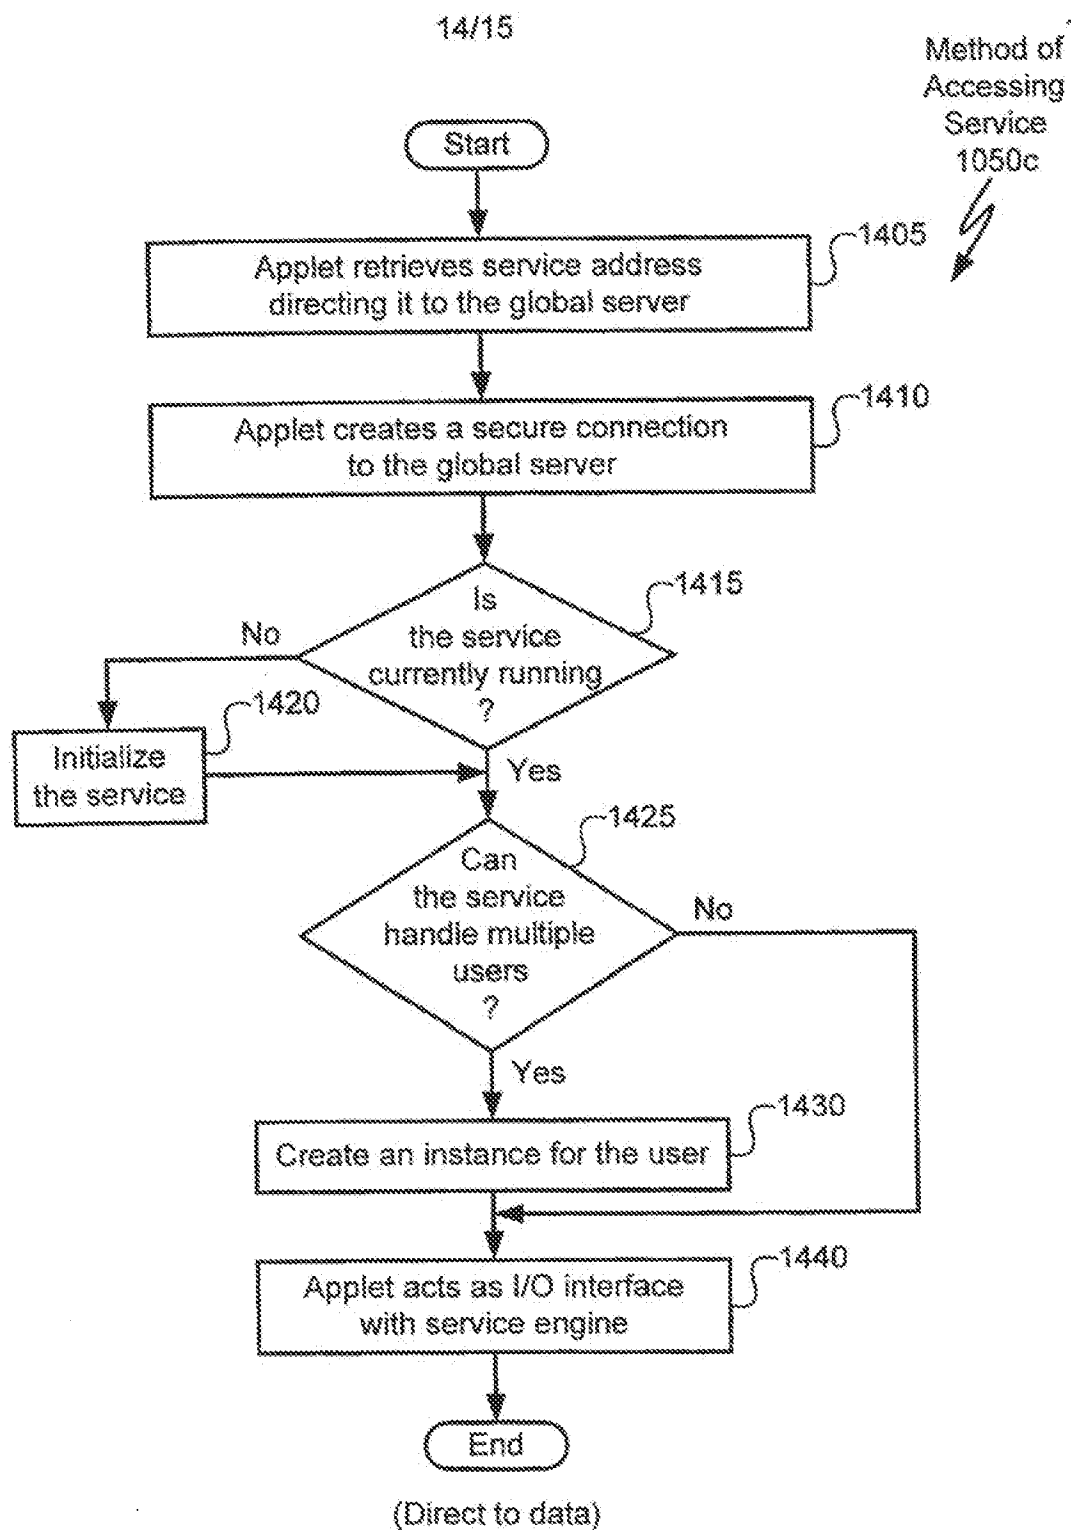 14/15
Method of
Accessing
Service
1050c
Start
1405
Applet retrieves service address
directing it to the global server
1410
Applet creates a secure connection
to the global server
1415
Is
the service
currently running
?
No
1420
Initialize
the service
Yes
1425
Can
the service
handle multiple
users
?
No
Yes
1430
Create an instance for the user
1440
Applet acts as I/O interface
with service engine
End
(Direct to data)